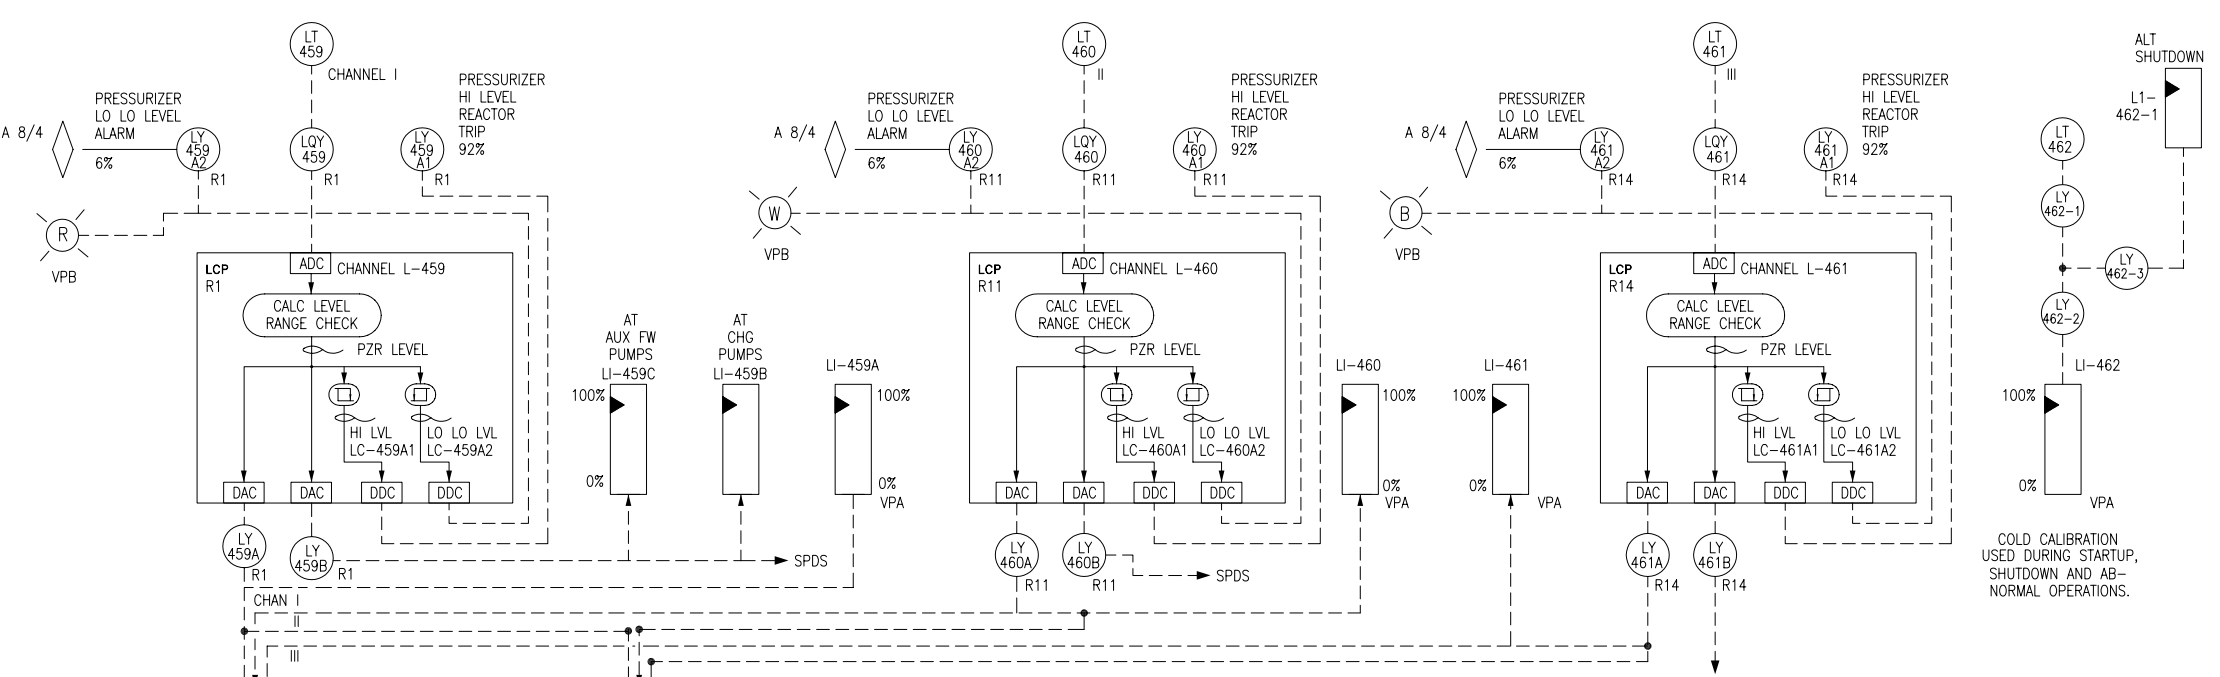 LT
459
CHANNEL I
PRESSURIZER
HI LEVEL
REACTOR
TRIP
92%
PRESSURIZER
LO LO LEVEL
ALARM
6%
A 8/4
LY
459
A2
R1
LQY
459
R1
LY
459
A1
R1
R
VPB
LCP
R1
ADC
CHANNEL L-459
CALC LEVEL
RANGE CHECK
PZR LEVEL
HI LVL
LC-459A1
LO LO LVL
LC-459A2
DAC
DAC
DDC
DDC
LY
459A
R1
LY
459B
R1
SPDS
CHAN I
II
III
AT
AUX FW
PUMPS
LI-459C
100%
0%
AT
CHG
PUMPS
LI-459B
LI-459A
100%
0%
VPA
LT
460
II
PRESSURIZER
HI LEVEL
REACTOR
TRIP
92%
PRESSURIZER
LO LO LEVEL
ALARM
6%
A 8/4
LY
460
A2
R11
LQY
460
R11
LY
460
A1
R11
W
VPB
LCP
R11
ADC
CHANNEL L-460
CALC LEVEL
RANGE CHECK
PZR LEVEL
HI LVL
LC-460A1
LO LO LVL
LC-460A2
DAC
DAC
DDC
DDC
LY
460A
R11
LY
460B
R11
SPDS
LI-460
100%
0%
VPA
LI-461
100%
0%
VPA
LT
461
III
PRESSURIZER
HI LEVEL
REACTOR
TRIP
92%
PRESSURIZER
LO LO LEVEL
ALARM
6%
A 8/4
LY
461
A2
R14
LQY
461
R14
LY
461
A1
R14
B
VPB
LCP
R14
ADC
CHANNEL L-461
CALC LEVEL
RANGE CHECK
PZR LEVEL
HI LVL
LC-461A1
LO LO LVL
LC-461A2
DAC
DAC
DDC
DDC
LY
461A
R14
LY
461B
R14
ALT
SHUTDOWN
L1-
462-1
LT
462
LY
462-1
LY
462-3
LY
462-2
LI-462
100%
0%
VPA
COLD CALIBRATION
USED DURING STARTUP,
SHUTDOWN AND AB-
NORMAL OPERATIONS.